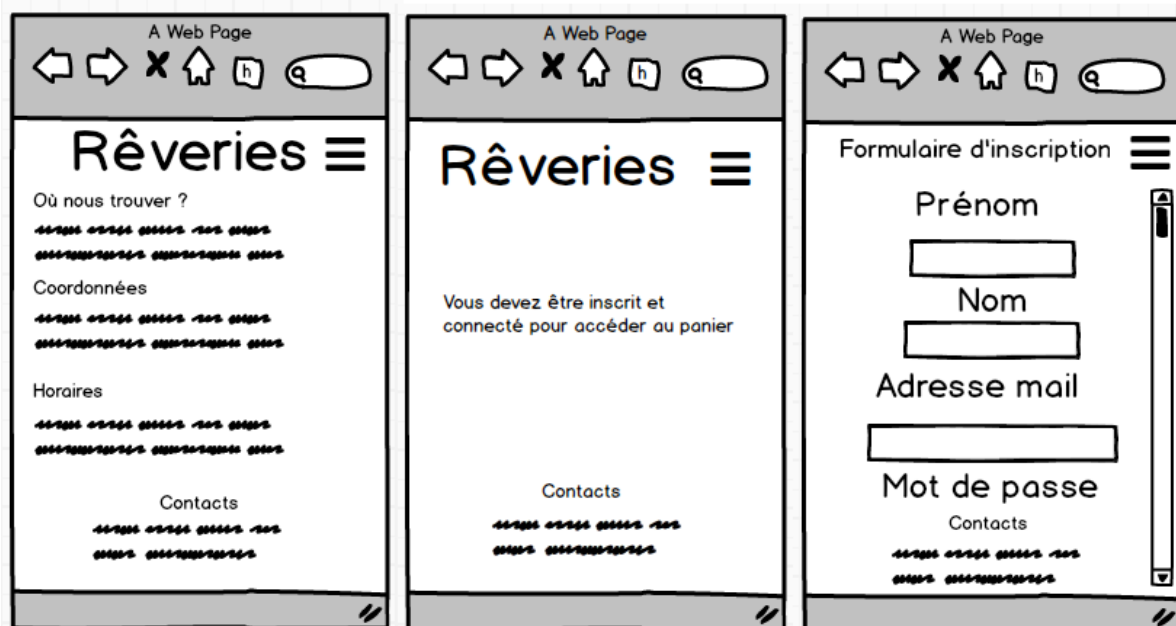 A Web Page
h
Rêveries
Où nous trouver ?
Coordonnées
Horaires
Contacts
A Web Page
h
Rêveries
Vous devez être inscrit et
connecté pour accéder au panier
Contacts
A Web Page
h
Formulaire d'inscription
Prénom
Nom
Adresse mail
Mot de passe
Contacts